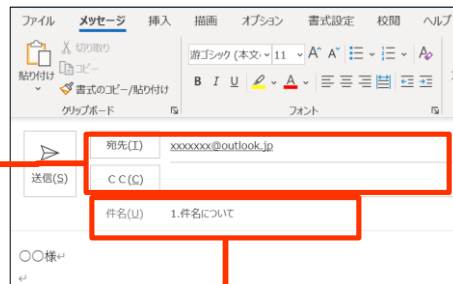 ファイル メッセージ 挿入 描画 オプション 書式設定 校閲 ヘルプ
切り取り
コピー
書式のコピー/貼り付け
貼り付け
クリップボード
游ゴシック (本文 11
B I U
フォント
送信(S)
宛先(T) xxxxxxx@outlook.jp
CC(C)
件名(U) 1.件名について
〇〇様↵
↵